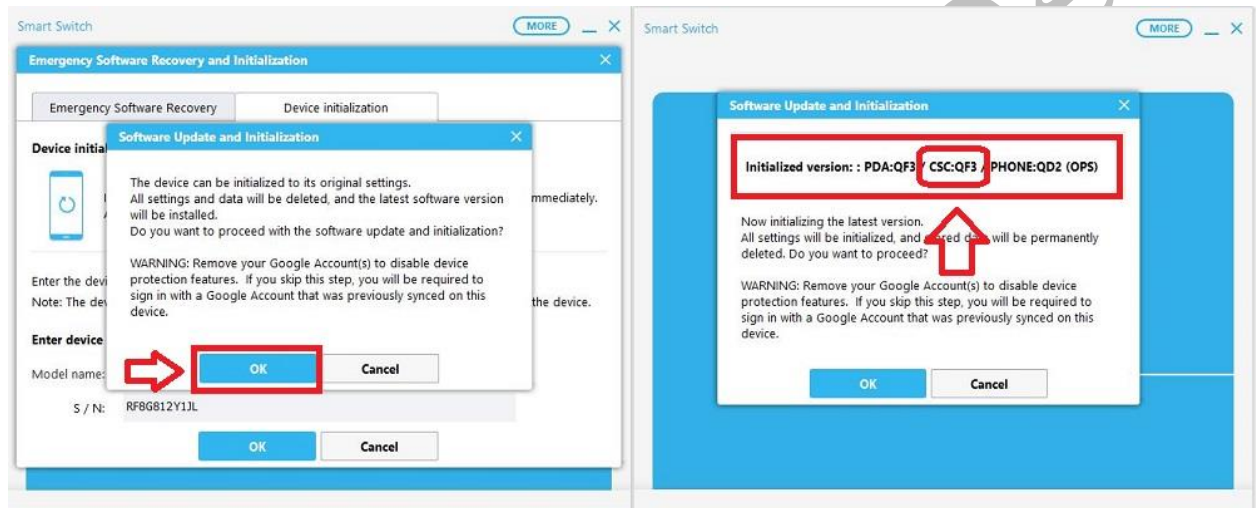 Smart Switch
MORE
Emergency Software Recovery and Initialization
Emergency Software Recovery
Device initialization
Device initial
Software Update and Initialization
The device can be initialized to its original settings.
All settings and data will be deleted, and the latest software version
will be installed.
Do you want to proceed with the software update and initialization?
mmediately.
WARNING: Remove your Google Account(s) to disable device
protection features. If you skip this step, you will be required to
sign in with a Google Account that was previously synced on this
device.
Enter the devi
Note: The dev
the device.
Enter device
OK
Cancel
Model name:
S / N:
RF8G812Y1JL
OK
Cancel
Smart Switch
MORE
Software Update and Initialization
Initialized version: : PDA:QF3 / CSC:QF3 / PHONE:QD2 (OPS)
Now initializing the latest version.
All settings will be initialized, and stored data will be permanently
deleted. Do you want to proceed?
WARNING: Remove your Google Account(s) to disable device
protection features. If you skip this step, you will be required to
sign in with a Google Account that was previously synced on this
device.
OK
Cancel